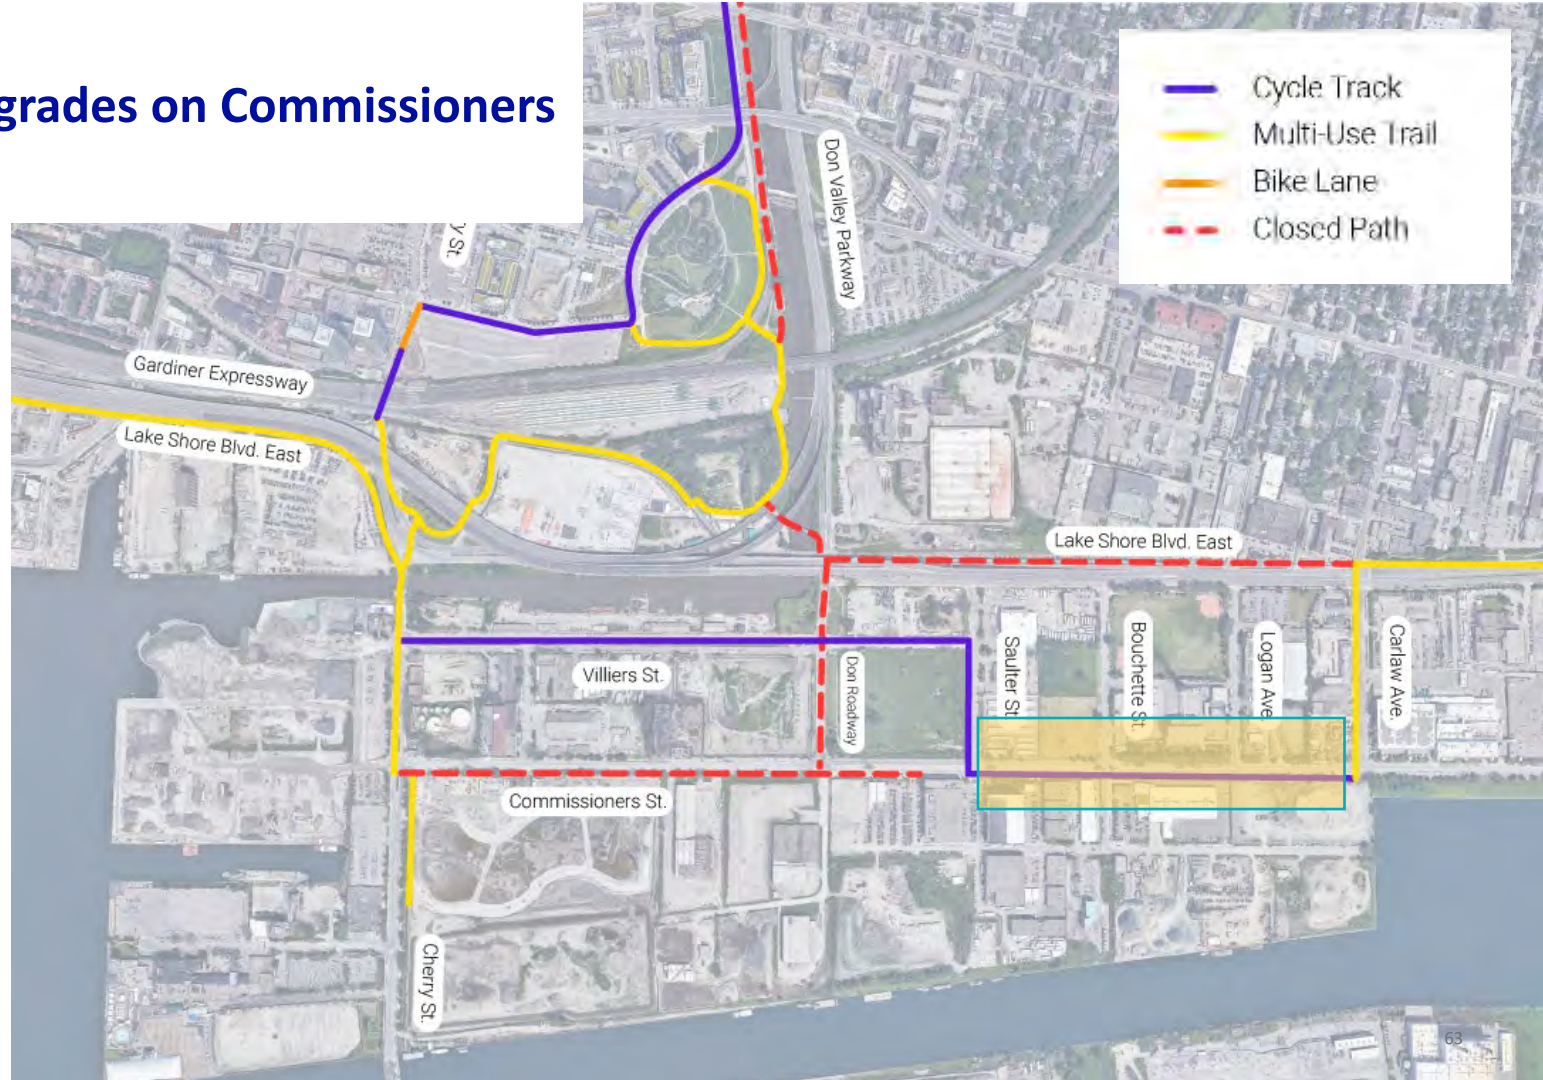 grades on Commissioners
Cycle Track
Multi-Use Trail
Bike Lane
Closed Path
Don Valley Parkway
y St.
Gardiner Expressway
Lake Shore Blvd. East
Lake Shore Blvd. East
Villiers St.
Don Roadway
Saulter St.
Bouchette St.
Logan Ave.
Carlaw Ave.
Commissioners St.
Cherry St.
63